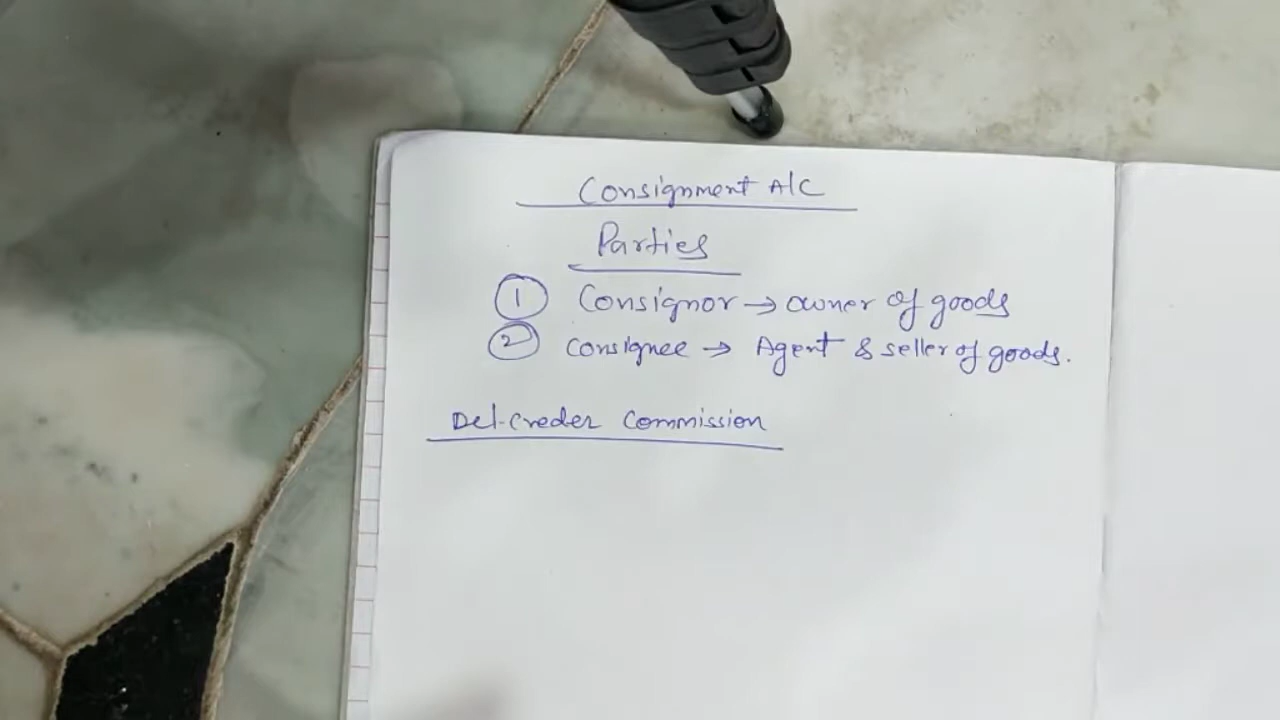 Consignment A/C
Parties
1 Consignor → owner of goods
2 consignee → Agent & seller of goods.
Del-Creder Commission